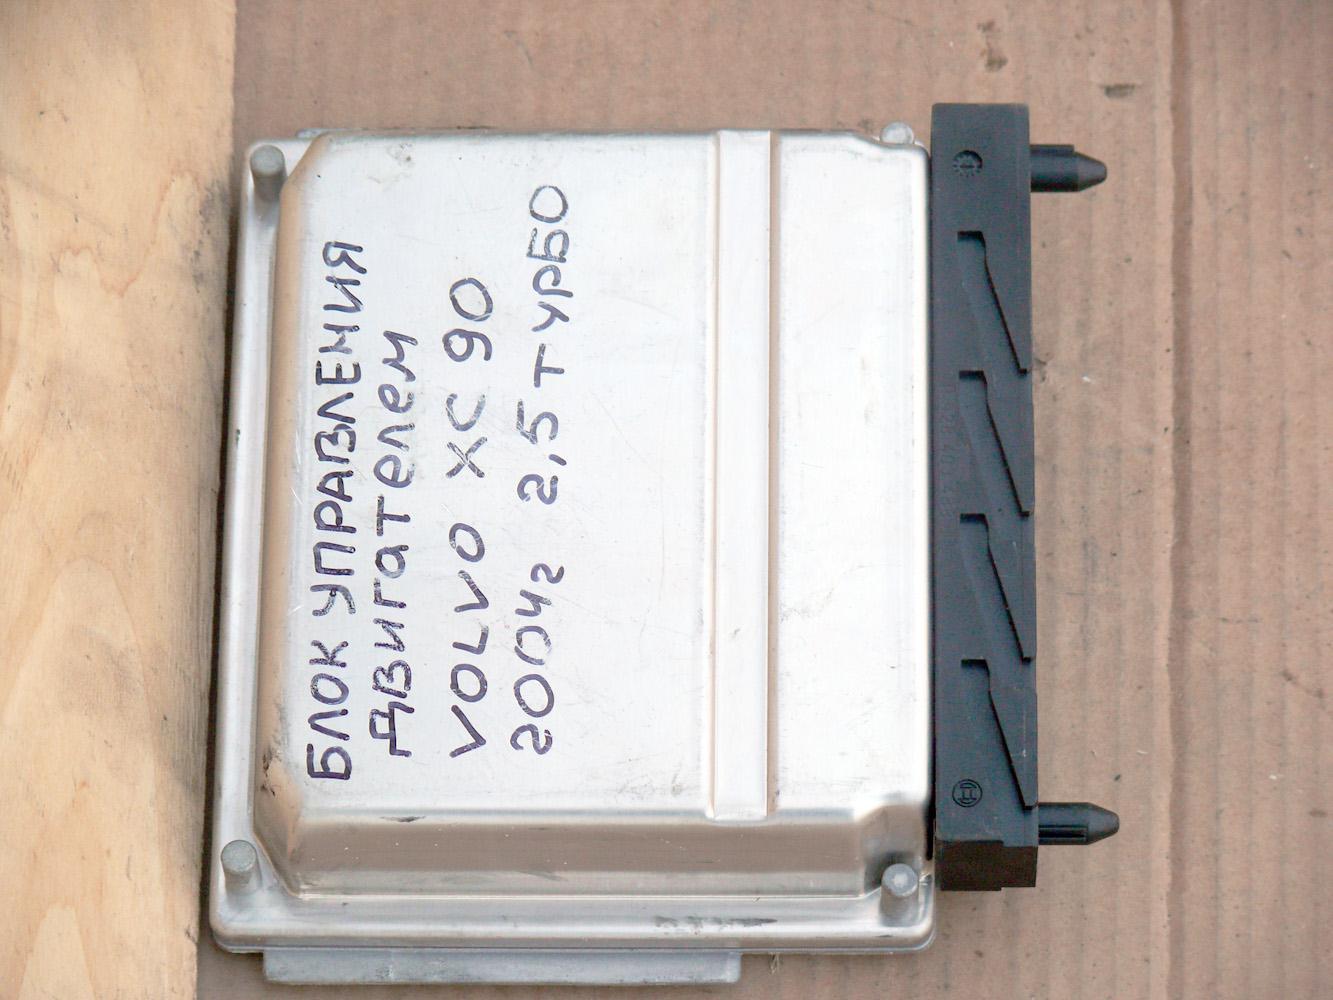 БЛОК УПРАВЛЕНИЯ
ДВИГАТЕЛЕМ
VOLVO XC 90
2004г 2,5 ТУРБО